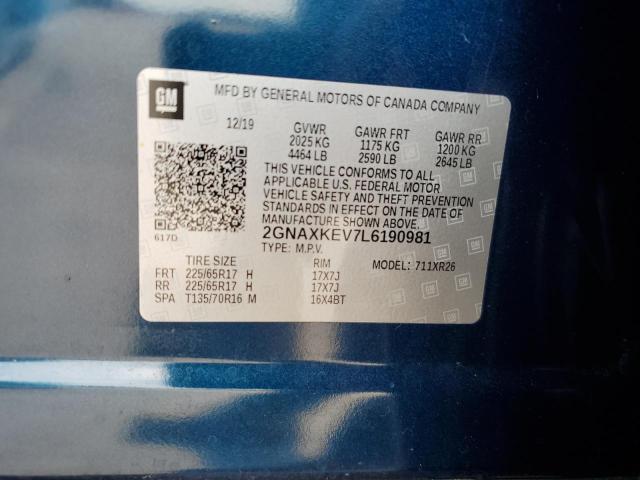 GM
MFD BY GENERAL MOTORS OF CANADA COMPANY
12/19 GVWR GAWR FRT GAWR RR
2025 KG 1175 KG 1200 KG
4464 LB 2590 LB 2645 LB
THIS VEHICLE CONFORMS TO ALL
APPLICABLE U.S. FEDERAL MOTOR
VEHICLE SAFETY AND THEFT PREVENTION
STANDARDS IN EFFECT ON THE DATE OF
MANUFACTURE SHOWN ABOVE.
617D 2GNAXKEV7L6190981
TYPE: M.P.V.
TIRE SIZE RIM MODEL: 711XR26
FRT 225/65R17 H 17X7J
RR 225/65R17 H 17X7J
SPA T135/70R16 M 16X4BT